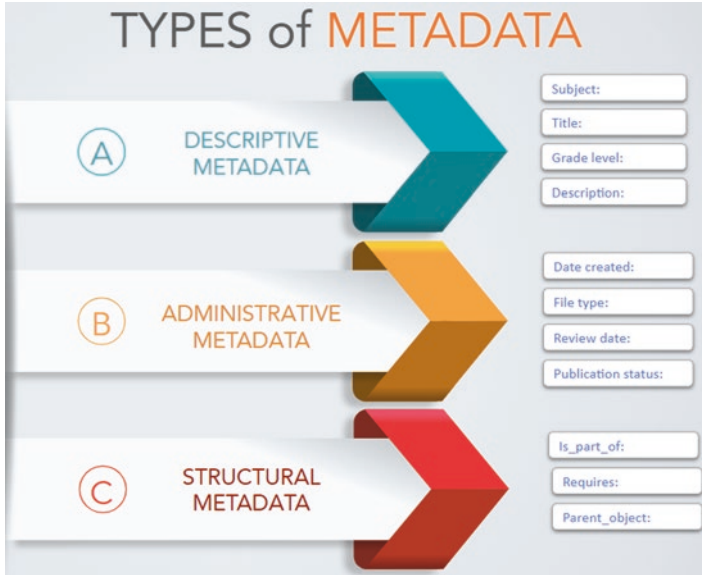 TYPES of METADATA
A
DESCRIPTIVE
METADATA
Subject:
Title:
Grade level:
Description:
B
ADMINISTRATIVE
METADATA
Date created:
File type:
Review date:
Publication status:
C
STRUCTURAL
METADATA
Is_part_of:
Requires:
Parent_object: